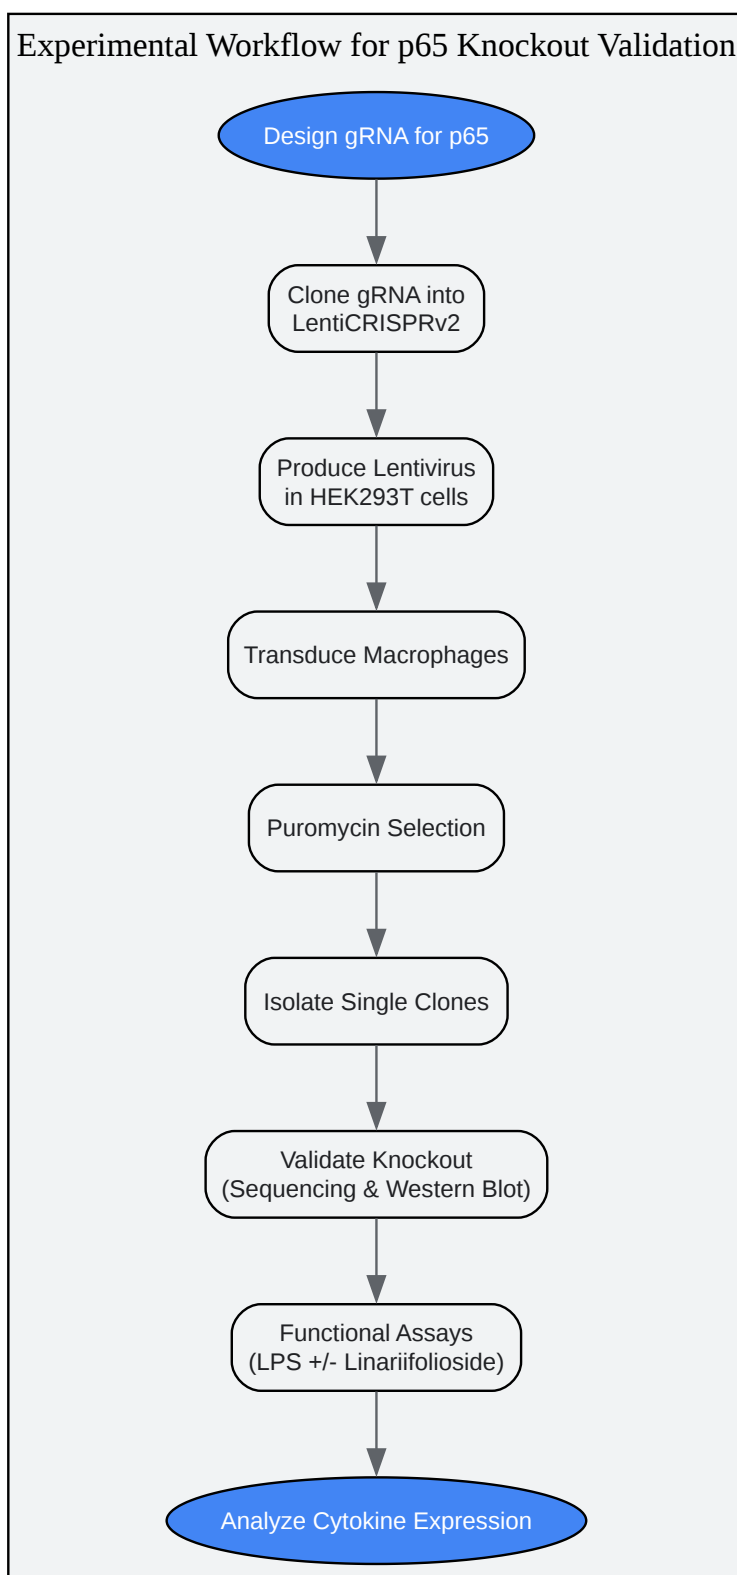 Experimental Workflow for p65 Knockout Validation
Design gRNA for p65
Clone gRNA into
LentiCRISPRv2
Produce Lentivirus
in HEK293T cells
Transduce Macrophages
Puromycin Selection
Isolate Single Clones
Validate Knockout
(Sequencing & Western Blot)
Functional Assays
(LPS +/- Linariifolioside)
Analyze Cytokine Expression